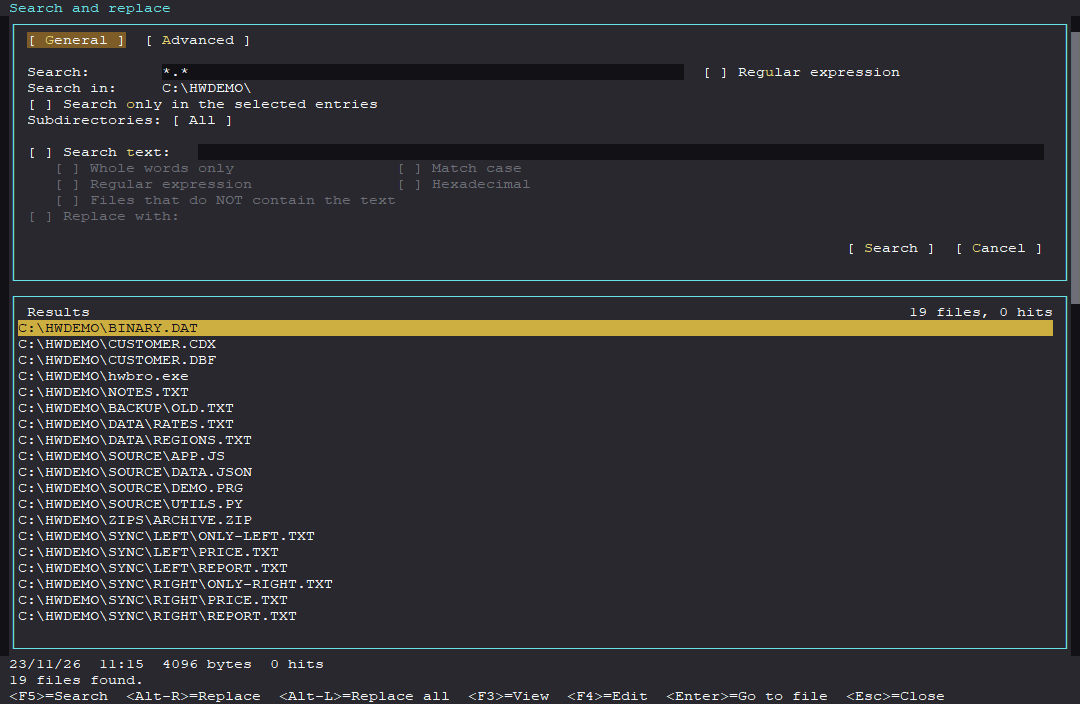 Search and replace
[ General ]  [ Advanced ]
Search: *.* [ ] Regular expression
Search in: C:\HWDEMO\
[ ] Search only in the selected entries
Subdirectories: [ All ]
[ ] Search text:
[ ] Whole words only [ ] Match case
[ ] Regular expression [ ] Hexadecimal
[ ] Files that do NOT contain the text
[ ] Replace with:
[ Search ]  [ Cancel ]
Results 19 files, 0 hits
C:\HWDEMO\BINARY.DAT
C:\HWDEMO\CUSTOMER.CDX
C:\HWDEMO\CUSTOMER.DBF
C:\HWDEMO\hwbro.exe
C:\HWDEMO\NOTES.TXT
C:\HWDEMO\BACKUP\OLD.TXT
C:\HWDEMO\DATA\RATES.TXT
C:\HWDEMO\DATA\REGIONS.TXT
C:\HWDEMO\SOURCE\APP.JS
C:\HWDEMO\SOURCE\DATA.JSON
C:\HWDEMO\SOURCE\DEMO.PRG
C:\HWDEMO\SOURCE\UTILS.PY
C:\HWDEMO\ZIPS\ARCHIVE.ZIP
C:\HWDEMO\SYNC\LEFT\ONLY-LEFT.TXT
C:\HWDEMO\SYNC\LEFT\PRICE.TXT
C:\HWDEMO\SYNC\LEFT\REPORT.TXT
C:\HWDEMO\SYNC\RIGHT\ONLY-RIGHT.TXT
C:\HWDEMO\SYNC\RIGHT\PRICE.TXT
C:\HWDEMO\SYNC\RIGHT\REPORT.TXT
23/11/26  11:15  4096 bytes  0 hits
19 files found.
<F5>=Search  <Alt-R>=Replace  <Alt-L>=Replace all  <F3>=View  <F4>=Edit  <Enter>=Go to file  <Esc>=Close